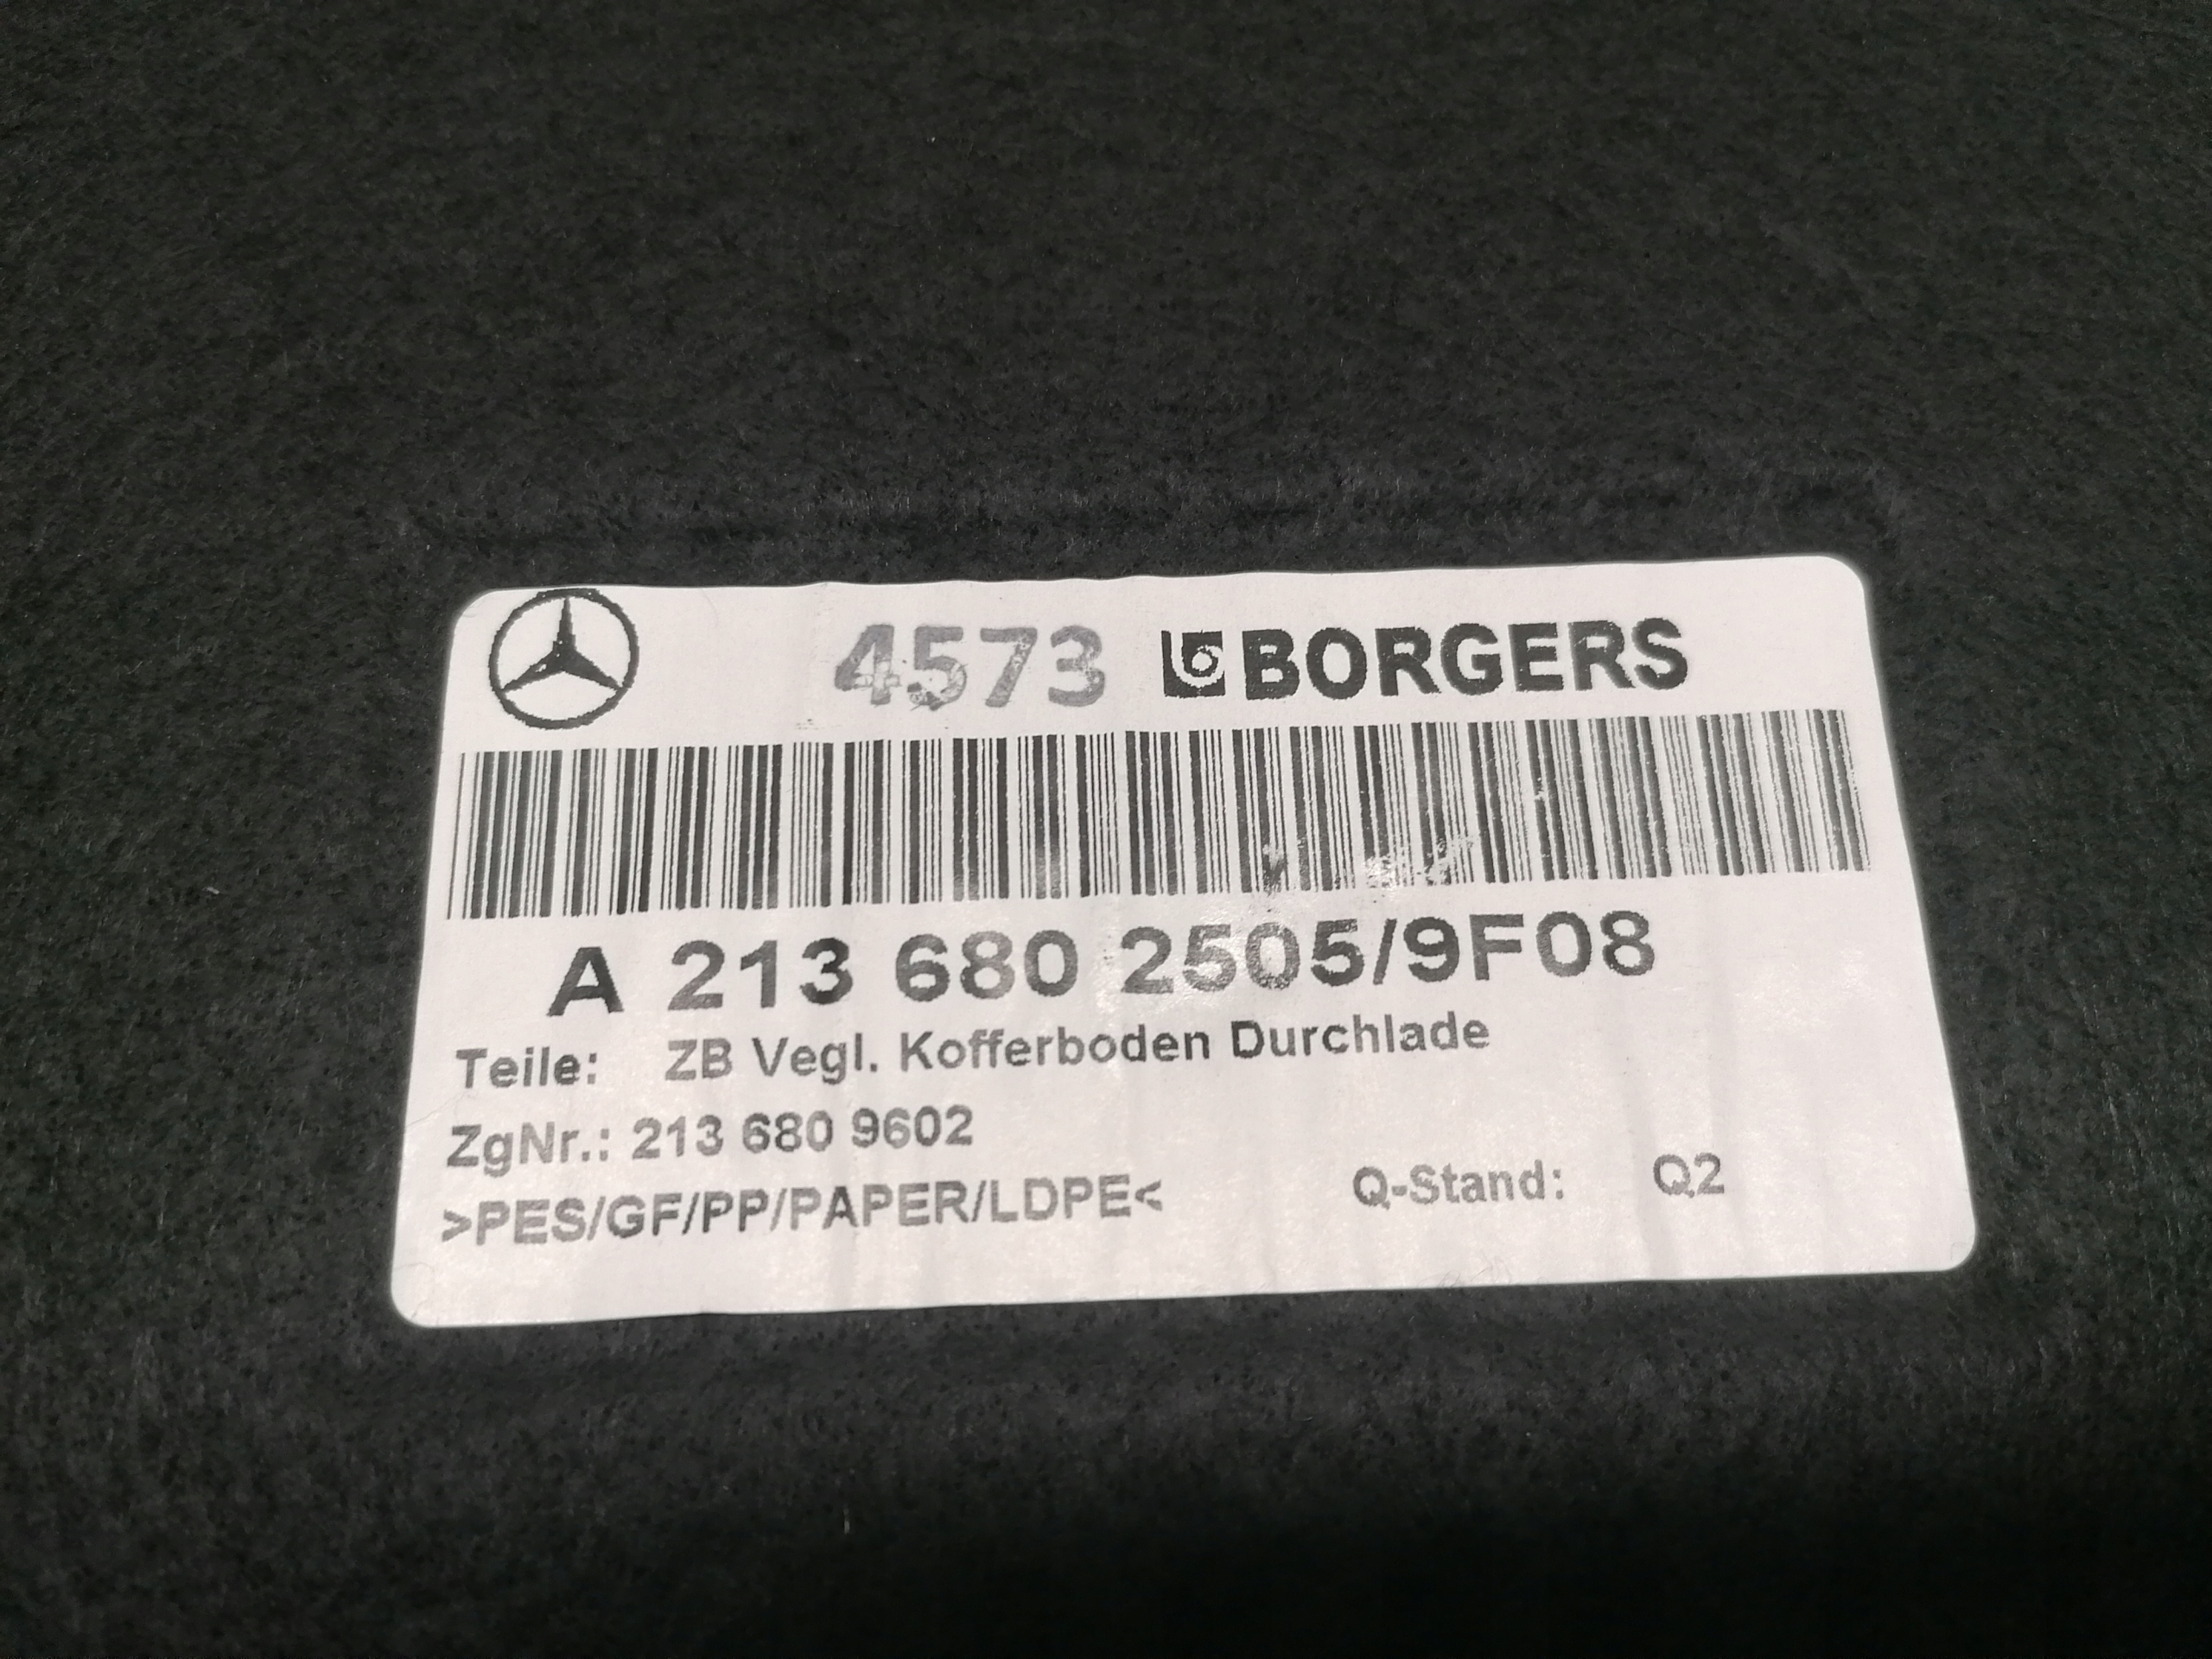 4573 BORGERS
A 213 680 2505/9F08
Teile: ZB Vegl. Kofferboden Durchlade
ZgNr.: 213 680 9602
>PES/GF/PP/PAPER/LDPE< Q-Stand: Q2